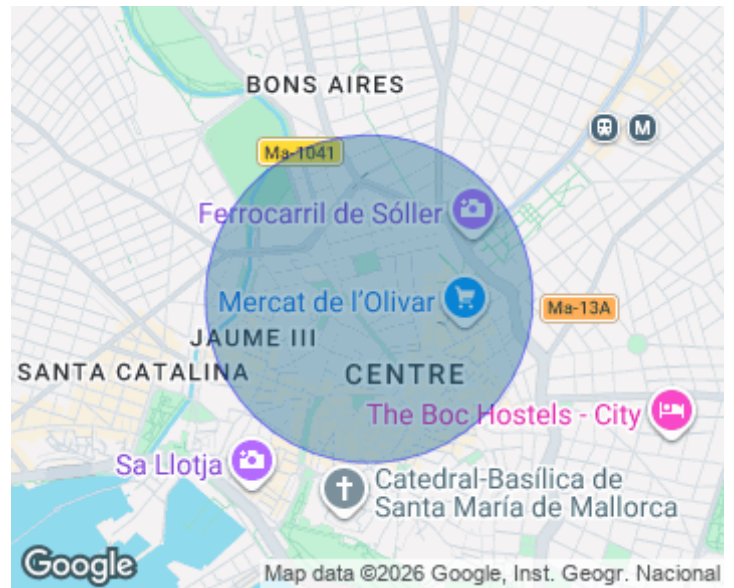 BONS AIRES
Ma-1041
M
Ferrocarril de Sóller
Mercat de l'Olivar
Ma-13A
JAUME III
SANTA CATALINA
CENTRE
The Boc Hostels - City
Sa Llotja
Catedral-Basílica de
Santa María de Mallorca
Google
Map data ©2026 Google, Inst. Geogr. Nacional